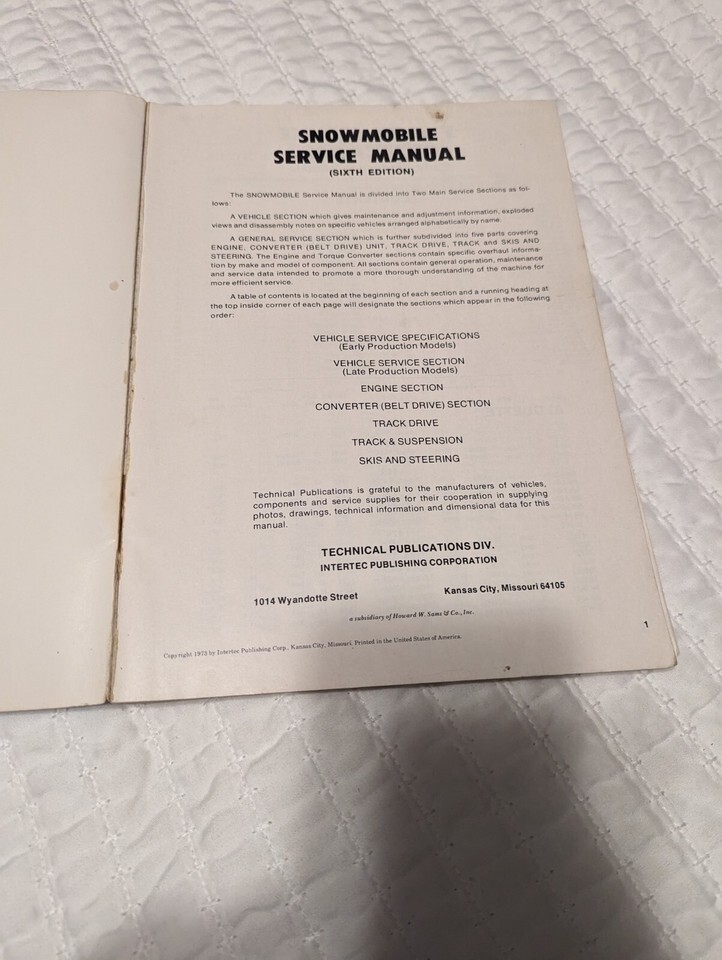 SNOWMOBILE
SERVICE MANUAL
(SIXTH EDITION)
The SNOWMOBILE Service Manual is divided into Two Main Service Sections as fol-
lows:
A VEHICLE SECTION which gives maintenance and adjustment information, exploded
views and disassembly notes on specific vehicles arranged alphabetically by name.
A GENERAL SERVICE SECTION which is further subdivided into five parts covering
ENGINE, CONVERTER (BELT DRIVE) UNIT, TRACK DRIVE, TRACK and SKIS AND
STEERING. The Engine and Torque Converter sections contain specific overhaul informa-
tion by make and model of component. All sections contain general operation, maintenance
and service data intended to promote a more thorough understanding of the machine for
more efficient service.
A table of contents is located at the beginning of each section and a running heading at
the top inside corner of each page will designate the sections which appear in the following
order:
VEHICLE SERVICE SPECIFICATIONS
(Early Production Models)
VEHICLE SERVICE SECTION
(Late Production Models)
ENGINE SECTION
CONVERTER (BELT DRIVE) SECTION
TRACK DRIVE
TRACK & SUSPENSION
SKIS AND STEERING
Technical Publications is grateful to the manufacturers of vehicles,
components and service supplies for their cooperation in supplying
photos, drawings, technical information and dimensional data for this
manual.
TECHNICAL PUBLICATIONS DIV.
INTERTEC PUBLISHING CORPORATION
1014 Wyandotte Street Kansas City, Missouri 64105
a subsidiary of Howard W. Sams & Co., Inc.
Copyright 1973 by Intertec Publishing Corp., Kansas City, Missouri. Printed in the United States of America.
1